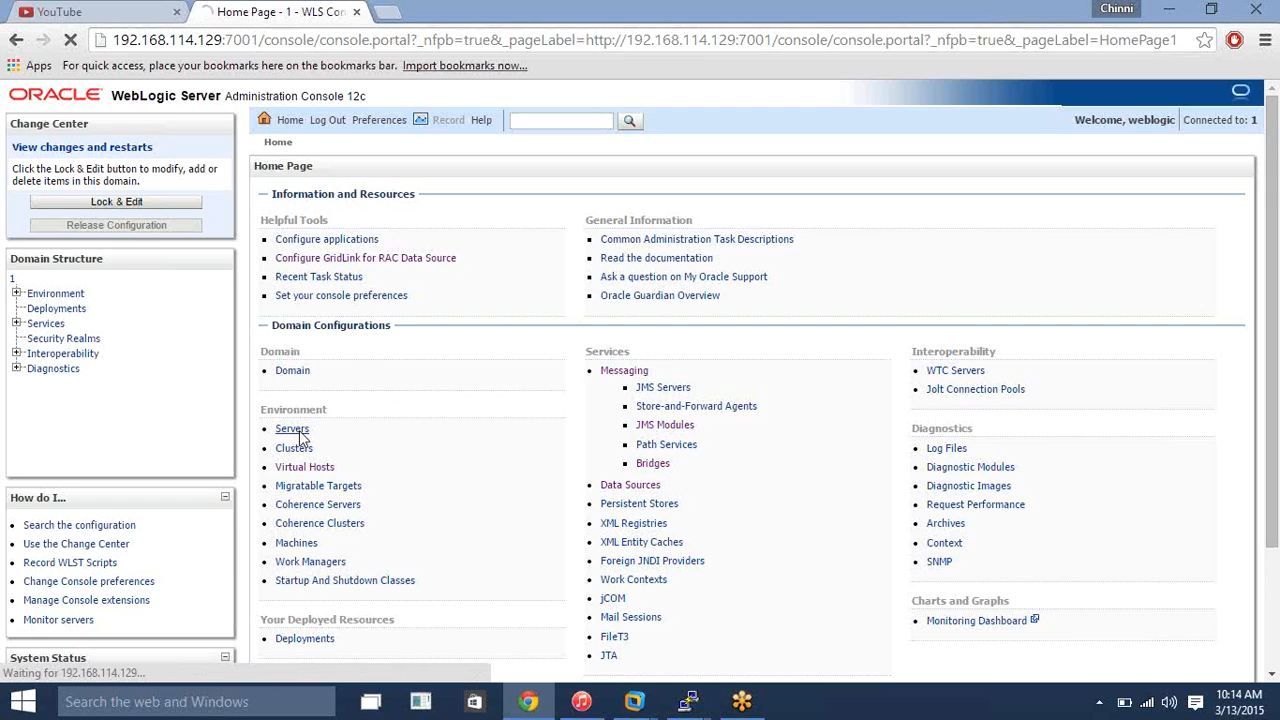 YouTube × Home Page - 1 - WLS Con × Chinni
192.168.114.129:7001/console/console.portal?_nfpb=true&_pageLabel=http://192.168.114.129:7001/console/console.portal?_nfpb=true&_pageLabel=HomePage1
Apps For quick access, place your bookmarks here on the bookmarks bar. Import bookmarks now...
ORACLE WebLogic Server Administration Console 12c
Change Center
View changes and restarts
Click the Lock & Edit button to modify, add or
delete items in this domain.
Lock & Edit
Release Configuration
Domain Structure
1
Environment
Deployments
Services
Security Realms
Interoperability
Diagnostics
How do I...
Search the configuration
Use the Change Center
Record WLST Scripts
Change Console preferences
Manage Console extensions
Monitor servers
System Status
Home Log Out Preferences Record Help
Welcome, weblogic Connected to: 1
Home
Home Page
Information and Resources
Helpful Tools
Configure applications
Configure GridLink for RAC Data Source
Recent Task Status
Set your console preferences
General Information
Common Administration Task Descriptions
Read the documentation
Ask a question on My Oracle Support
Oracle Guardian Overview
Domain Configurations
Domain
Domain
Environment
Servers
Clusters
Virtual Hosts
Migratable Targets
Coherence Servers
Coherence Clusters
Machines
Work Managers
Startup And Shutdown Classes
Your Deployed Resources
Deployments
Services
Messaging
JMS Servers
Store-and-Forward Agents
JMS Modules
Path Services
Bridges
Data Sources
Persistent Stores
XML Registries
XML Entity Caches
Foreign JNDI Providers
Work Contexts
jCOM
Mail Sessions
FileT3
JTA
Interoperability
WTC Servers
Jolt Connection Pools
Diagnostics
Log Files
Diagnostic Modules
Diagnostic Images
Request Performance
Archives
Context
SNMP
Charts and Graphs
Monitoring Dashboard
Waiting for 192.168.114.129...
Search the web and Windows
10:14 AM
3/13/2015